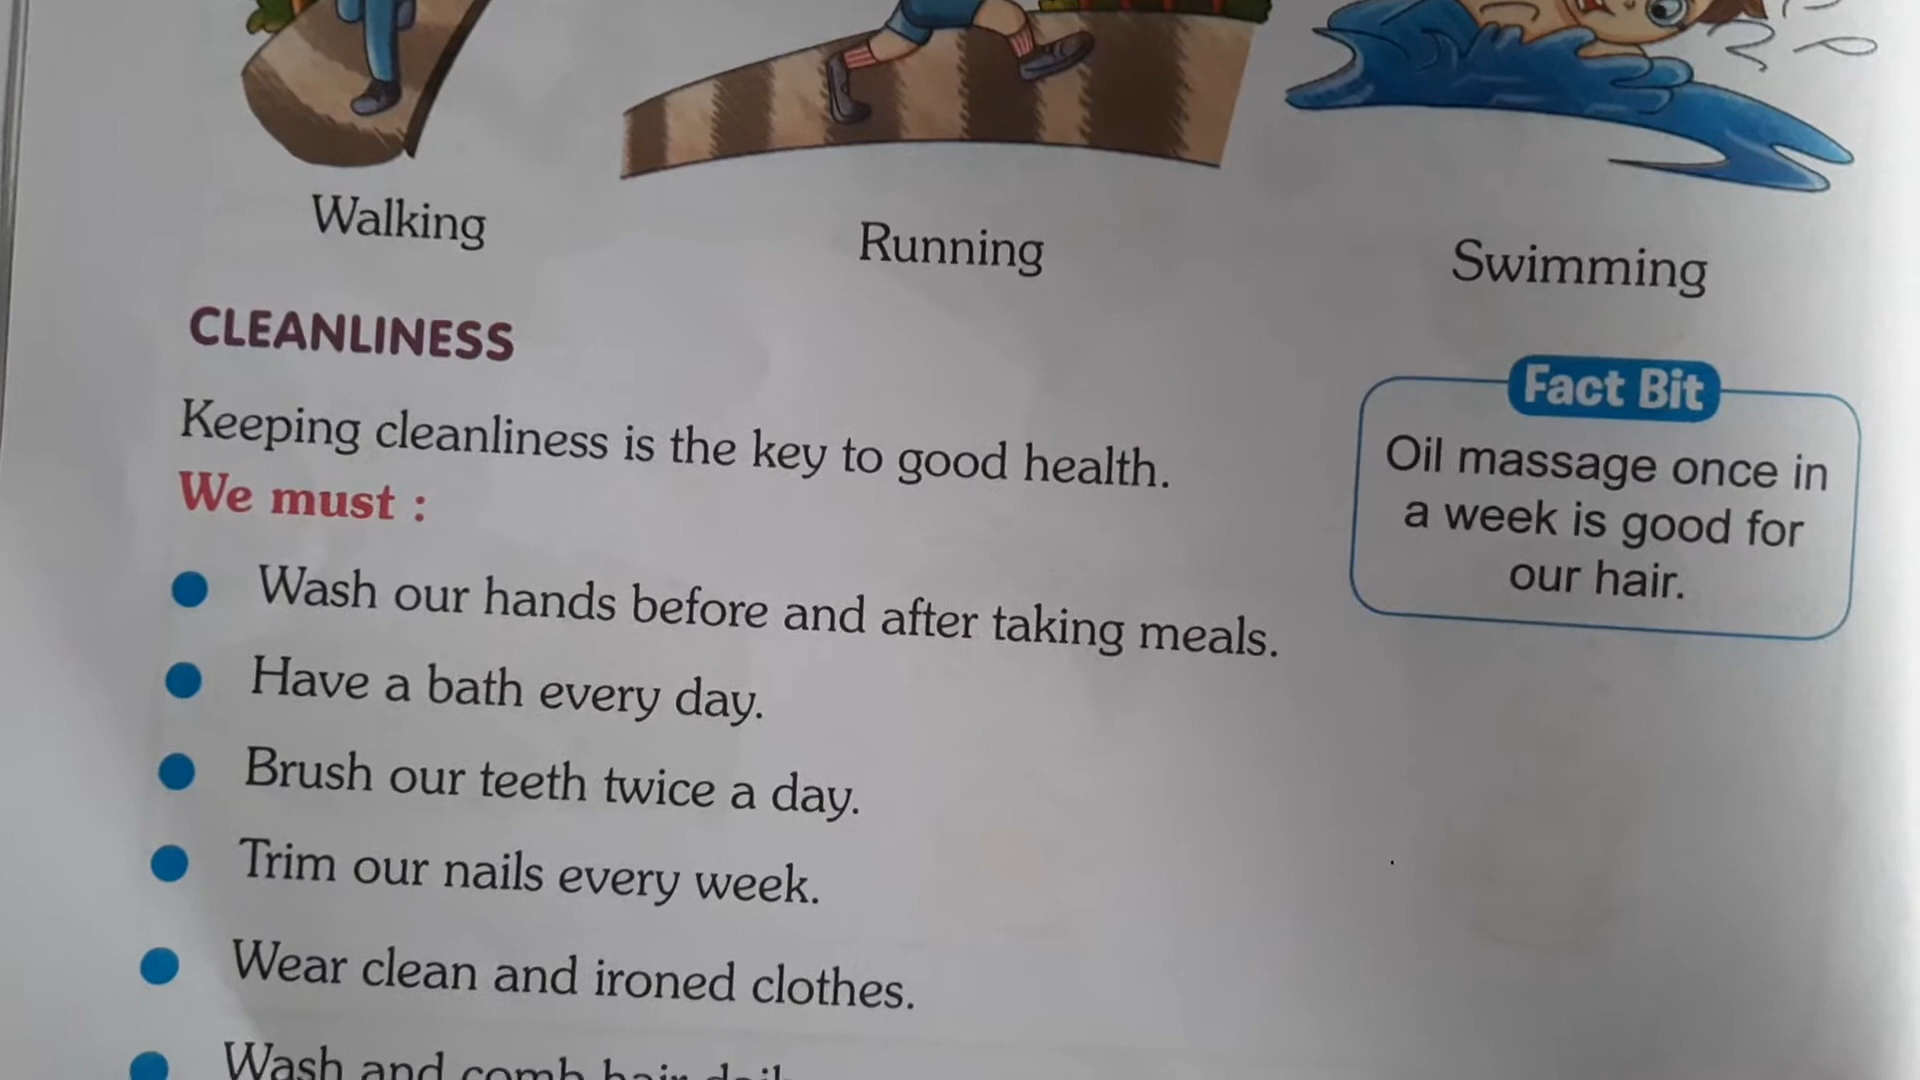 Walking
Running
Swimming
CLEANLINESS
Keeping cleanliness is the key to good health.
We must :
Wash our hands before and after taking meals.
Have a bath every day.
Brush our teeth twice a day.
Trim our nails every week.
Wear clean and ironed clothes.
Wash and comb hair daily
Fact Bit
Oil massage once in
a week is good for
our hair.